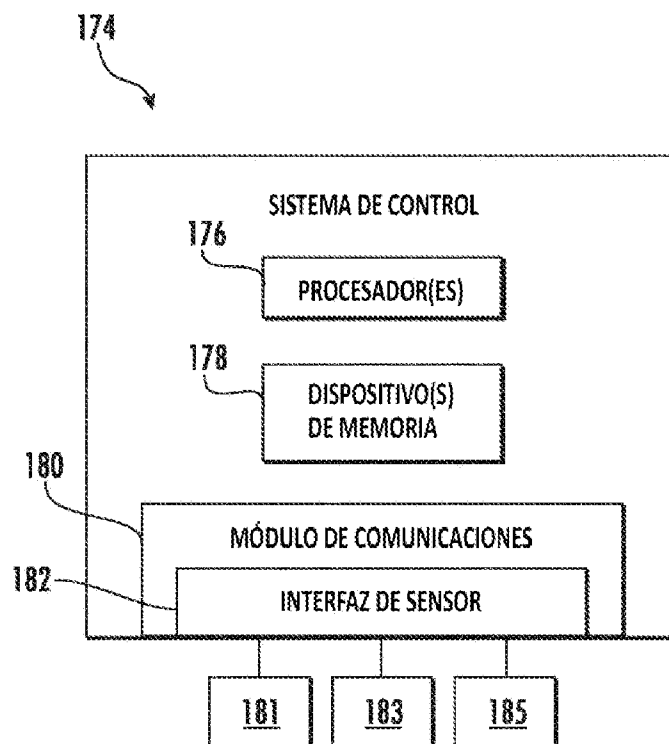 174
SISTEMA DE CONTROL
176
PROCESADOR(ES)
178
DISPOSITIVO(S)
DE MEMORIA
180
MÓDULO DE COMUNICACIONES
182
INTERFAZ DE SENSOR
181 183 185